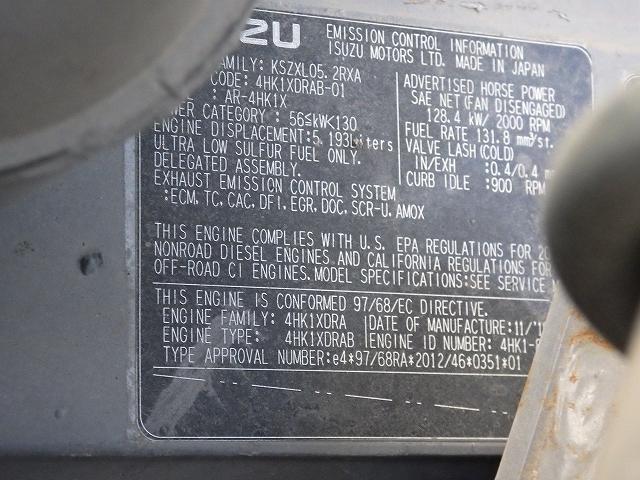 ZU EMISSION CONTROL INFORMATION
ISUZU MOTORS LTD. MADE IN JAPAN
FAMILY: KSZXL05.2RXA
CODE: 4HK1XDRAB-01
: AR-4HK1X
CATEGORY : 56≦kW<130
ENGINE DISPLACEMENT:5.193Liters
ULTRA LOW SULFUR FUEL ONLY.
DELEGATED ASSEMBLY.
EXHAUST EMISSION CONTROL SYSTEM
:ECM, TC, CAC, DFI, EGR, DOC, SCR-U, AMOX
ADVERTISED HORSE POWER
SAE NET(FAN DISENGAGED)
128.4 kW/ 2000 RPM
FUEL RATE 131.8 mm³/st.
VALVE LASH(COLD)
IN/EXH :0.4/0.4
CURB IDLE :900 RPM
THIS ENGINE COMPLIES WITH U.S. EPA REGULATIONS FOR
NONROAD DIESEL ENGINES AND CALIFORNIA REGULATIONS FOR
OFF-ROAD CI ENGINES. MODEL SPECIFICATIONS:SEE SERVICE
THIS ENGINE IS CONFORMED 97/68/EC DIRECTIVE.
ENGINE FAMILY: 4HK1XDRA DATE OF MANUFACTURE:11/'1
ENGINE TYPE: 4HK1XDRAB ENGINE ID NUMBER: 4HK1-
TYPE APPROVAL NUMBER:e4*97/68RA*2012/46*0351*01